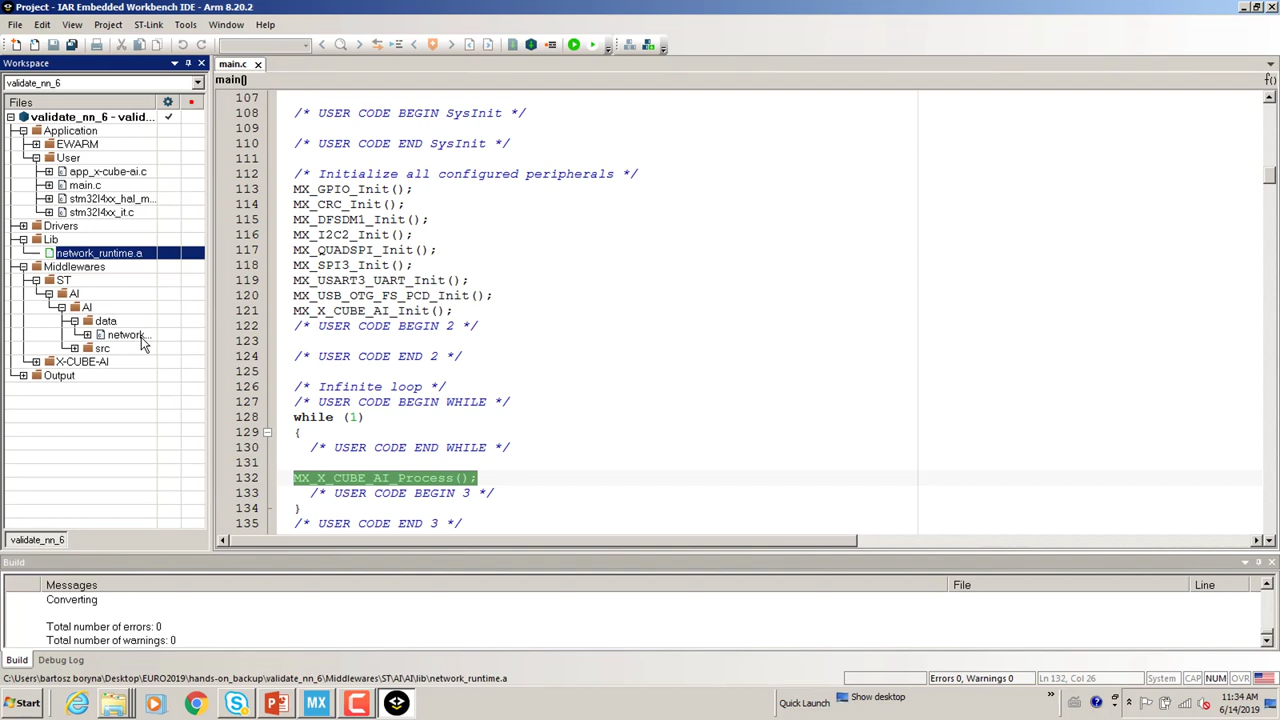 Project - IAR Embedded Workbench IDE - Arm 8.20.2
File Edit View Project ST-Link Tools Window Help
Workspace
main.c
validate_nn_6
main()
Files
validate_nn_6 - valid...
Application
EWARM
User
app_x-cube-ai.c
main.c
stm32l4xx_hal_m...
stm32l4xx_it.c
Drivers
Lib
network_runtime.a
Middlewares
ST
AI
AI
data
network...
src
X-CUBE-AI
Output
validate_nn_6
107
108 /* USER CODE BEGIN SysInit */
109
110 /* USER CODE END SysInit */
111
112 /* Initialize all configured peripherals */
113 MX_GPIO_Init();
114 MX_CRC_Init();
115 MX_DFSDM1_Init();
116 MX_I2C2_Init();
117 MX_QUADSPI_Init();
118 MX_SPI3_Init();
119 MX_USART3_UART_Init();
120 MX_USB_OTG_FS_PCD_Init();
121 MX_X_CUBE_AI_Init();
122 /* USER CODE BEGIN 2 */
123
124 /* USER CODE END 2 */
125
126 /* Infinite loop */
127 /* USER CODE BEGIN WHILE */
128 while (1)
129 {
130 /* USER CODE END WHILE */
131
132 MX_X_CUBE_AI_Process();
133 /* USER CODE BEGIN 3 */
134 }
135 /* USER CODE END 3 */
Build
Messages File Line
Converting
Total number of errors: 0
Total number of warnings: 0
Build Debug Log
C:\Users\bartosz boryna\Desktop\EURO2019\hands-on_backup\validate_nn_6\Middlewares\ST\AI\AI\lib\network_runtime.a
Errors 0, Warnings 0 Ln 132, Col 26 System CAP NUM OVR
Start
MX
Quick Launch Show desktop
11:34 AM
6/14/2019